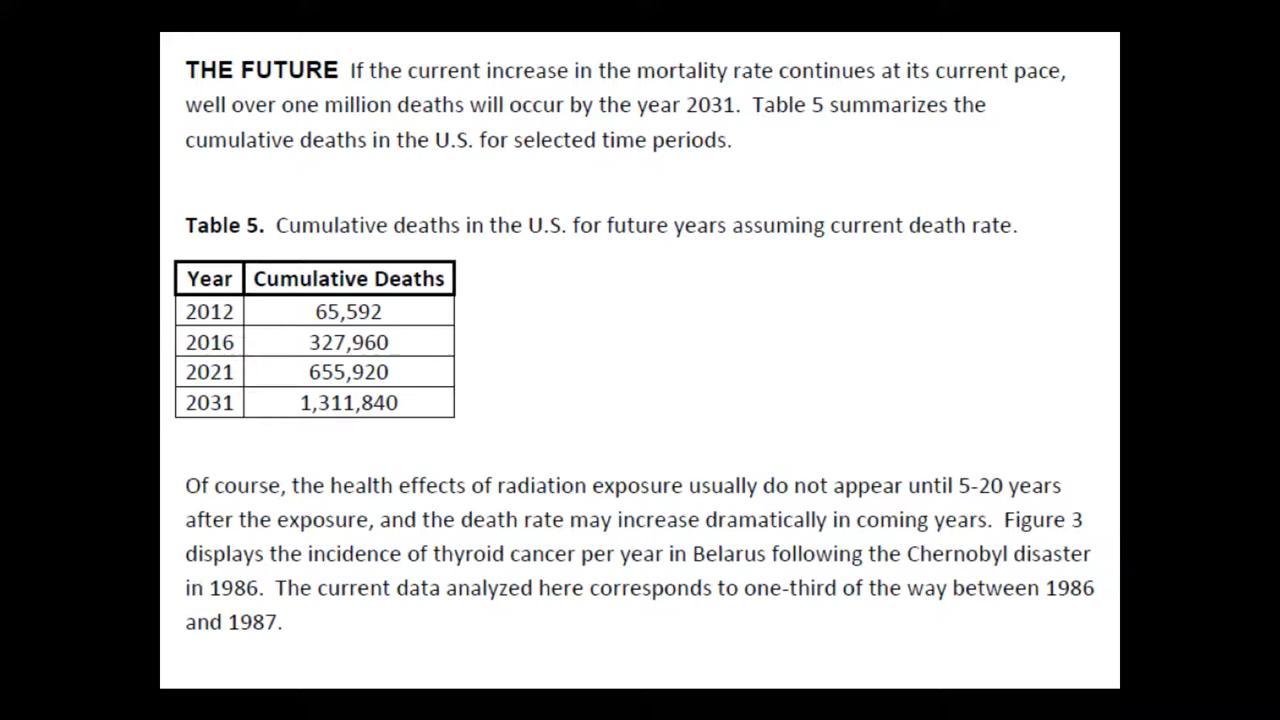 THE FUTURE If the current increase in the mortality rate continues at its current pace,
well over one million deaths will occur by the year 2031. Table 5 summarizes the
cumulative deaths in the U.S. for selected time periods.
Table 5. Cumulative deaths in the U.S. for future years assuming current death rate.
Year Cumulative Deaths
2012 65,592
2016 327,960
2021 655,920
2031 1,311,840
Of course, the health effects of radiation exposure usually do not appear until 5-20 years
after the exposure, and the death rate may increase dramatically in coming years. Figure 3
displays the incidence of thyroid cancer per year in Belarus following the Chernobyl disaster
in 1986. The current data analyzed here corresponds to one-third of the way between 1986
and 1987.